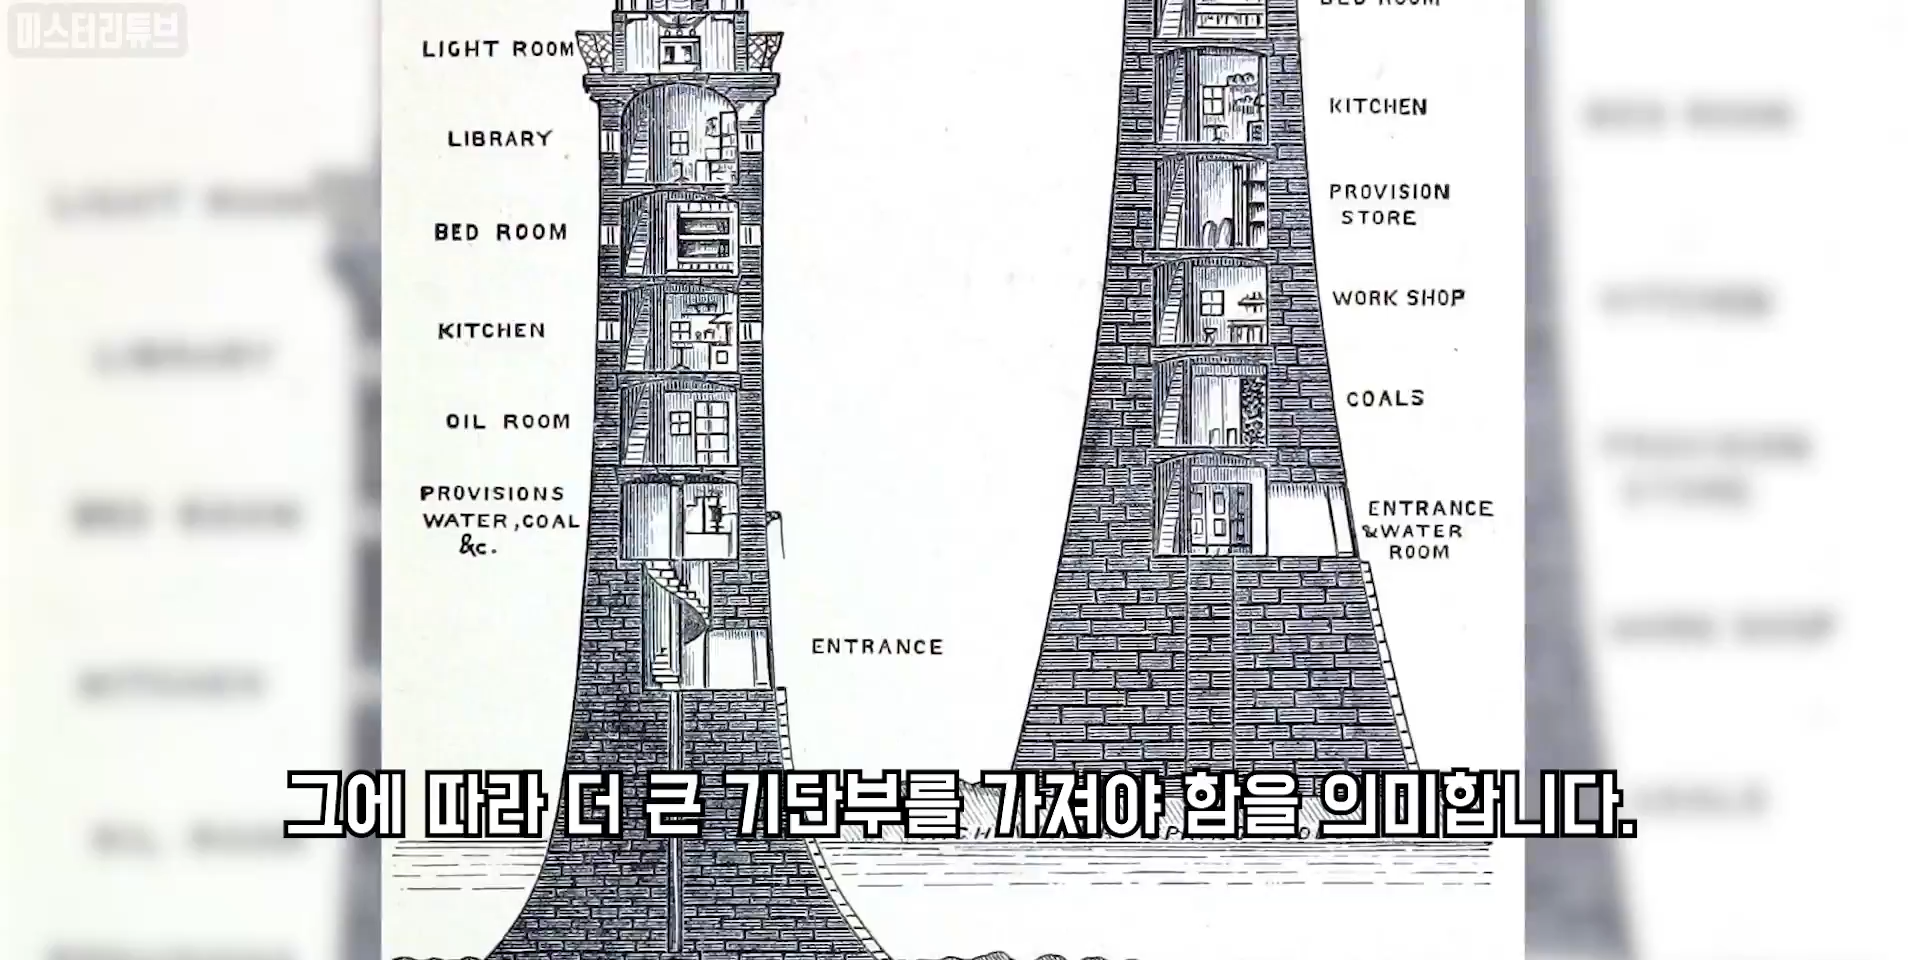 미스터리튜브
LIGHT ROOM
LIBRARY
BED ROOM
KITCHEN
OIL ROOM
PROVISIONS
WATER, COAL
&c.
ENTRANCE
BED ROOM
KITCHEN
PROVISION
STORE
WORK SHOP
COALS
ENTRANCE
& WATER
ROOM
그에 따라 더 큰 기단부를 가져야 함을 의미합니다.